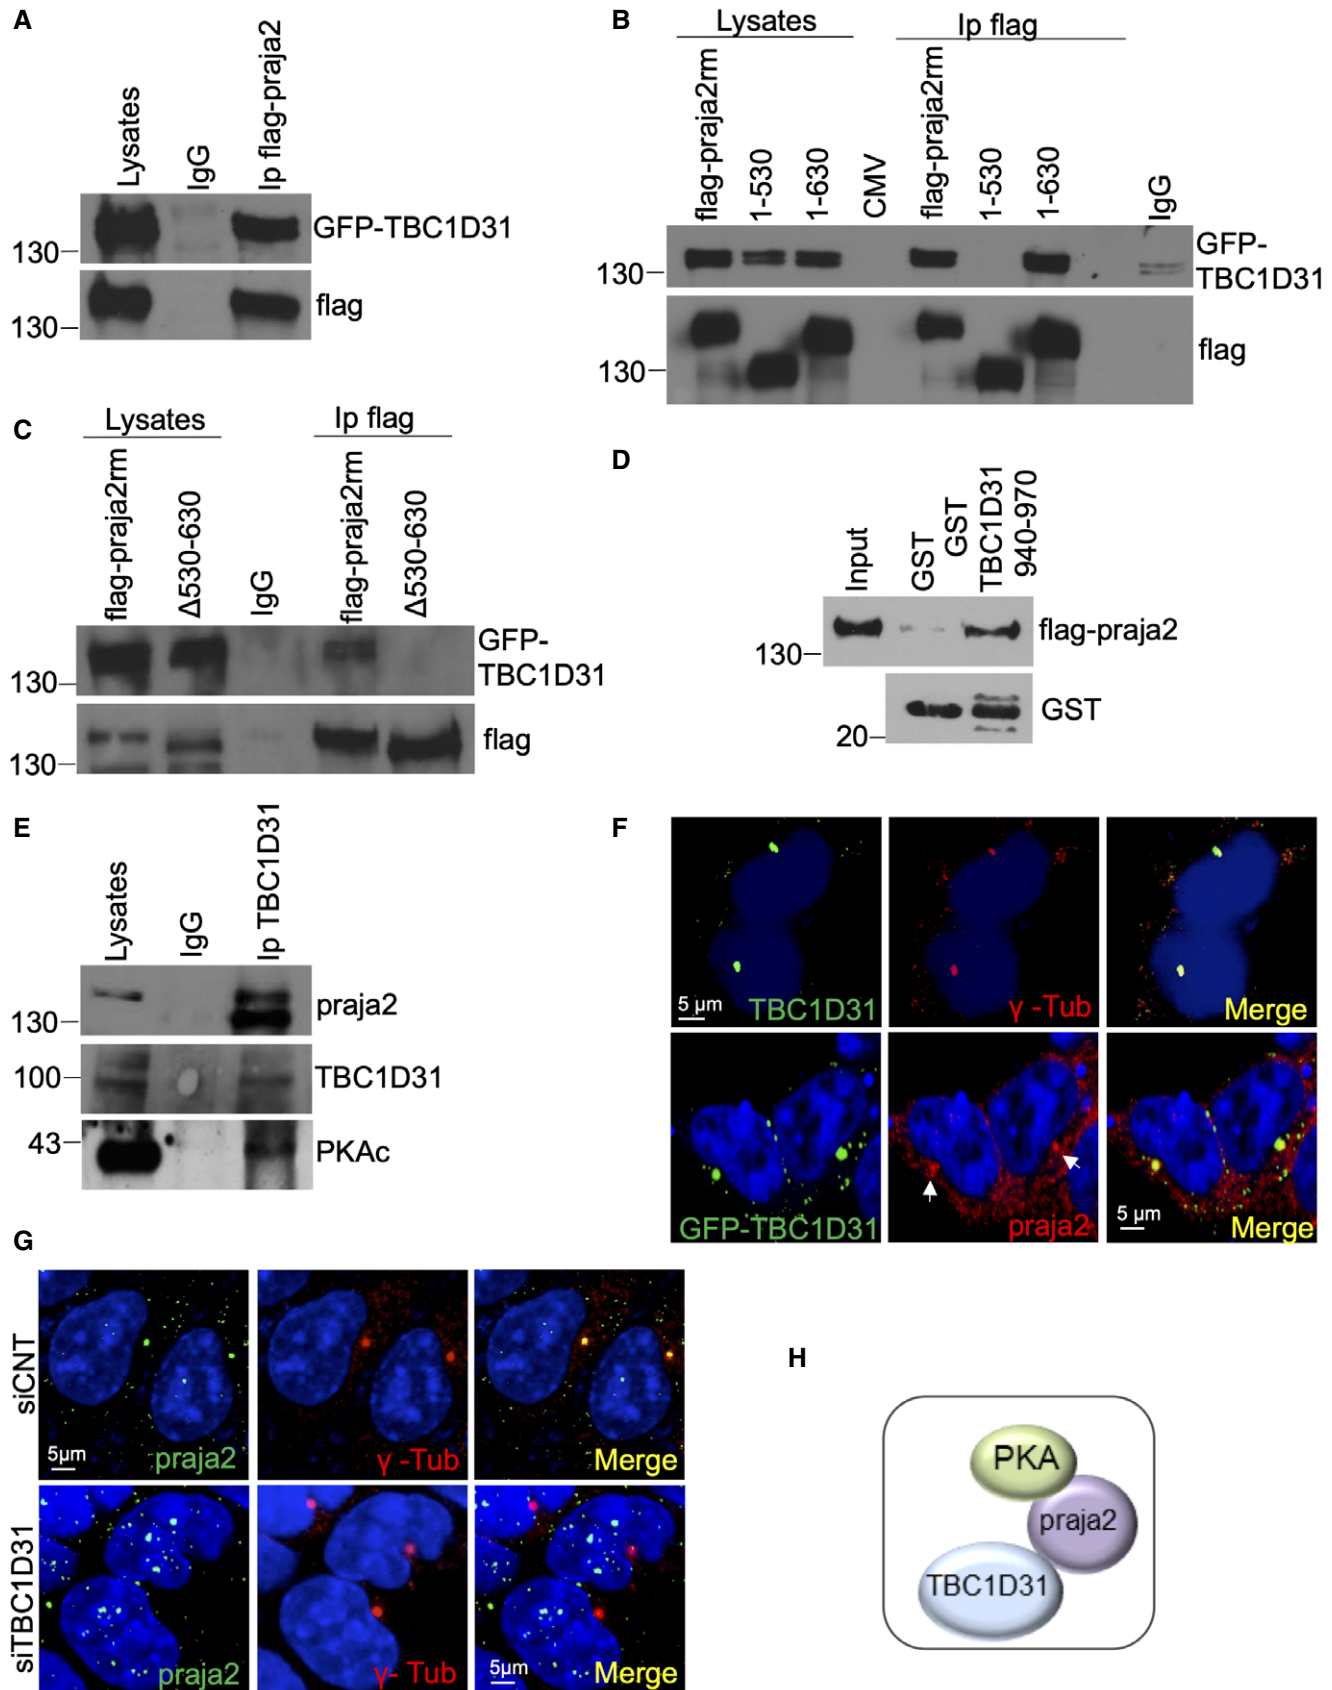 A
Lysates
IgG
Ip flag-praja2
GFP-TBC1D31
130
flag
130
B
Lysates
Ip flag
flag-praja2rm
1-530
1-630
CMV
flag-praja2rm
1-530
1-630
IgG
GFP-
TBC1D31
130
flag
130
C
Lysates
Ip flag
flag-praja2rm
Δ530-630
IgG
flag-praja2rm
Δ530-630
GFP-
TBC1D31
130
flag
130
D
Input
GST
GST
TBC1D31
940-970
flag-praja2
130
GST
20
E
Lysates
IgG
Ip TBC1D31
praja2
130
TBC1D31
100
PKAc
43
F
5 μm
TBC1D31
γ -Tub
Merge
GFP-TBC1D31
praja2
5 μm
Merge
G
siCNT
5μm
praja2
γ -Tub
Merge
siTBC1D31
praja2
γ- Tub
5μm
Merge
H
PKA
praja2
TBC1D31